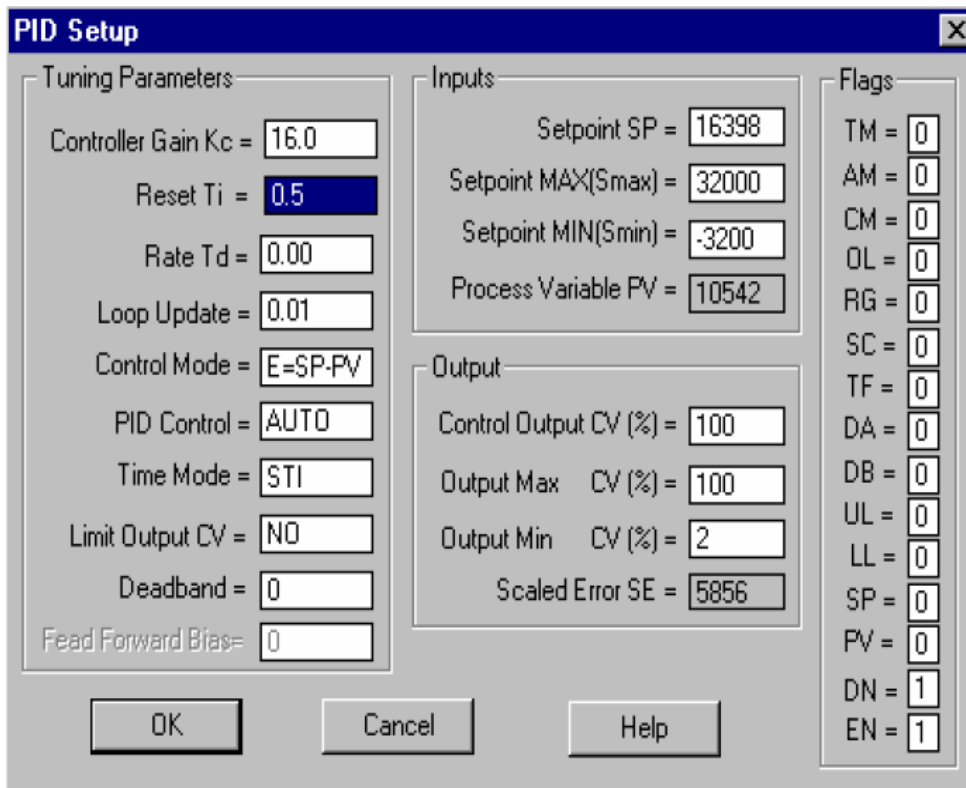 PID Setup
Tuning Parameters
Controller Gain Kc = 16.0
Reset Ti = 0.5
Rate Td = 0.00
Loop Update = 0.01
Control Mode = E=SP-PV
PID Control = AUTO
Time Mode = STI
Limit Output CV = NO
Deadband = 0
Fead Forward Bias= 0
Inputs
Setpoint SP = 16398
Setpoint MAX(Smax) = 32000
Setpoint MIN(Smin) = -3200
Process Variable PV = 10542
Output
Control Output CV (%) = 100
Output Max CV (%) = 100
Output Min CV (%) = 2
Scaled Error SE = 5856
Flags
TM = 0
AM = 0
CM = 0
OL = 0
RG = 0
SC = 0
TF = 0
DA = 0
DB = 0
UL = 0
LL = 0
SP = 0
PV = 0
DN = 1
EN = 1
OK
Cancel
Help